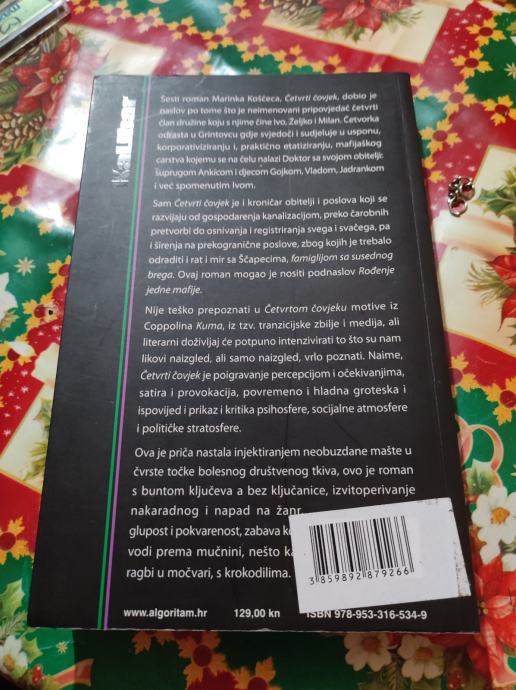 KaLibar
Šesti roman Marinka Koščeca, Četvrti čovjek, dobio je
naslov po tome što je neimenovani pripovjedač četvrti
član družine koju s njime čine Ivo, Željko i Milan. Četvorka
odrasta u Grintovcu gdje svjedoči i sudjeluje u usponu,
korporativiziranju i, praktično etatiziranju, mafijaškog
carstva kojemu se na čelu nalazi Doktor sa svojom obitelji:
suprugom Ankicom i djecom Gojkom, Vladom, Jadrankom
i već spomenutim Ivom.
Sam Četvrti čovjek je i kroničar obitelji i poslova koji se
razvijaju od gospodarenja kanalizacijom, preko čarobnih
pretvorbi do osnivanja i registriranja svega i svačega, pa
i širenja na prekogranične poslove, zbog kojih je trebalo
odraditi i rat i mir sa Ščapecima, famiglijom sa susednog
brega. Ovaj roman mogao je nositi podnaslov Rođenje
jedne mafije.
Nije teško prepoznati u Četvrtom čovjeku motive iz
Coppolina Kuma, iz tzv. tranzicijske zbilje i medija, ali
literarni doživljaj će potpuno intenzivirati to što su nam
likovi naizgled, ali samo naizgled, vrlo poznati. Naime,
Četvrti čovjek je poigravanje percepcijom i očekivanjima,
satira i provokacija, povremeno i hladna groteska i
ispovijed i prikaz i kritika psihosfere, socijalne atmosfere
i političke stratosfere.
Ova je priča nastala injektiranjem neobuzdane mašte u
čvrste točke bolesnog društvenog tkiva, ovo je roman
s buntom ključeva a bez ključanice, izvitoperivanje
nakaradnog i napad na žanr,
glupost i pokvarenost, zabava
vodi prema mučnini, nešto
ragbi u močvari, s krokodilima.
3859892879266
www.algoritam.hr 129,00 kn ISBN 978-953-316-534-9